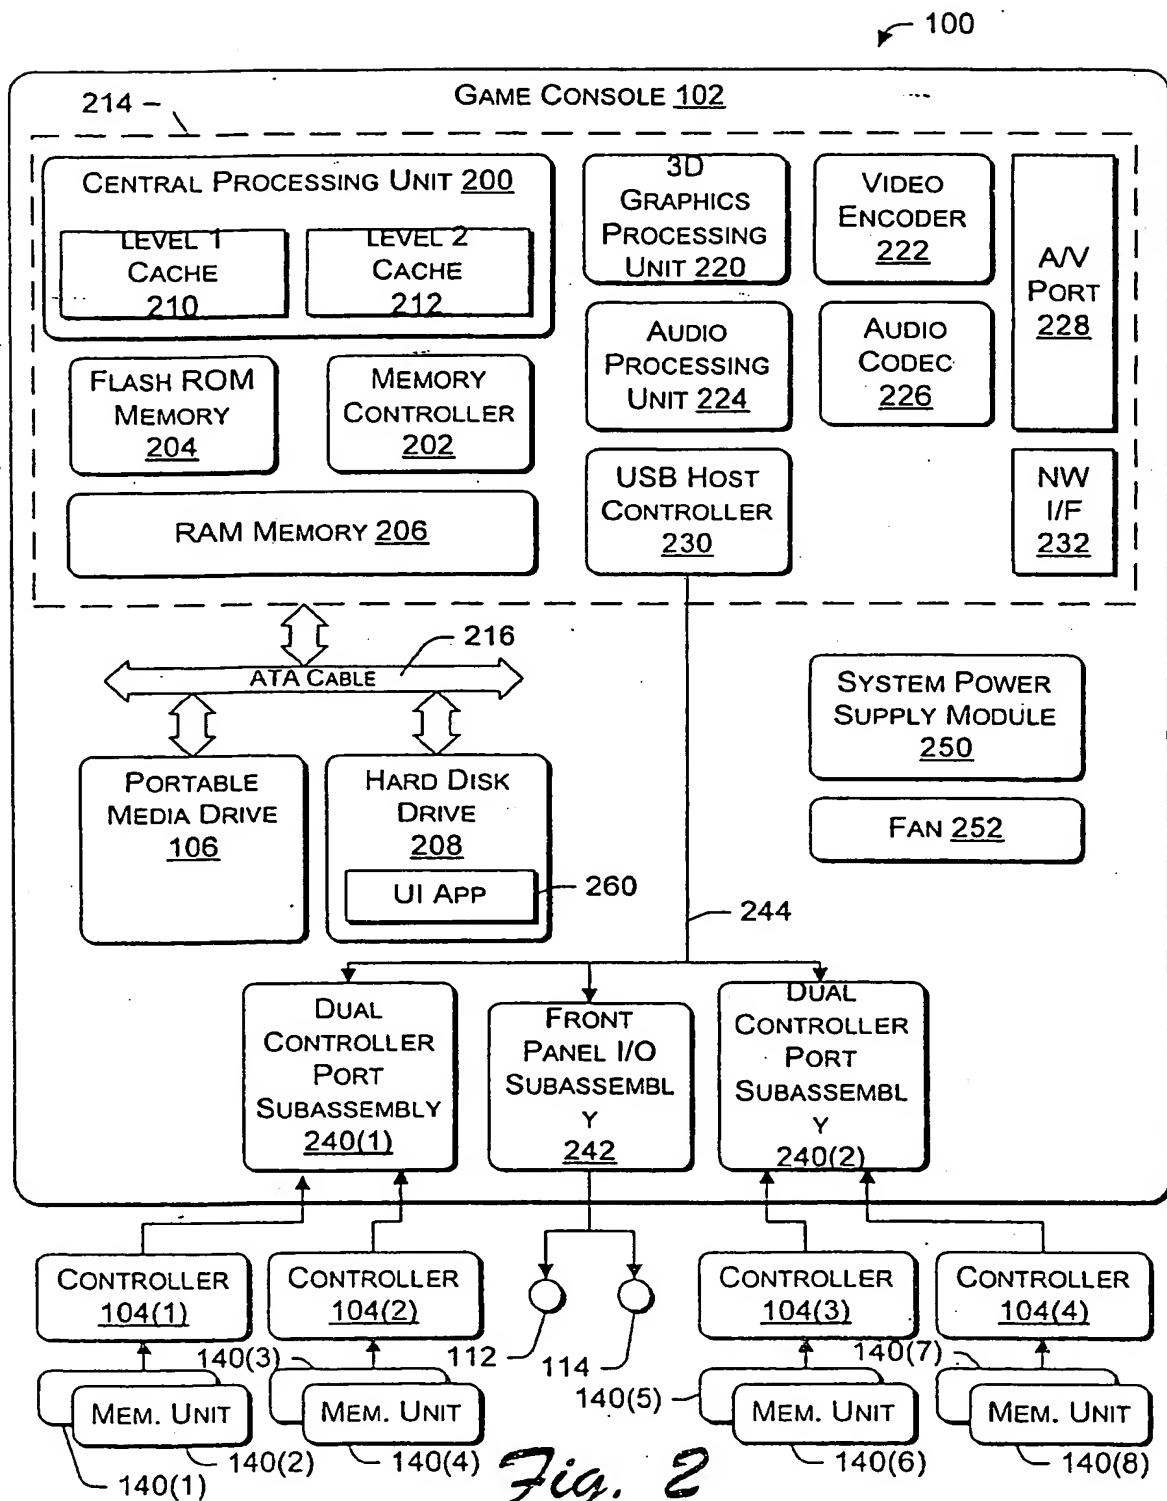 100
GAME CONSOLE 102
214
CENTRAL PROCESSING UNIT 200
LEVEL 1
CACHE
210
LEVEL 2
CACHE
212
3D
GRAPHICS
PROCESSING
UNIT 220
VIDEO
ENCODER
222
A/V
PORT
228
FLASH ROM
MEMORY
204
MEMORY
CONTROLLER
202
AUDIO
PROCESSING
UNIT 224
AUDIO
CODEC
226
RAM MEMORY 206
USB HOST
CONTROLLER
230
NW
I/F
232
216
ATA CABLE
SYSTEM POWER
SUPPLY MODULE
250
PORTABLE
MEDIA DRIVE
106
HARD DISK
DRIVE
208
UI APP
260
FAN 252
244
DUAL
CONTROLLER
PORT
SUBASSEMBLY
240(1)
FRONT
PANEL I/O
SUBASSEMBL
Y
242
DUAL
CONTROLLER
PORT
SUBASSEMBL
Y
240(2)
CONTROLLER
104(1)
CONTROLLER
104(2)
112
114
CONTROLLER
104(3)
CONTROLLER
104(4)
140(3)
140(5)
140(7)
MEM. UNIT
MEM. UNIT
MEM. UNIT
MEM. UNIT
140(1)
140(2)
140(4)
140(6)
140(8)
Fig. 2